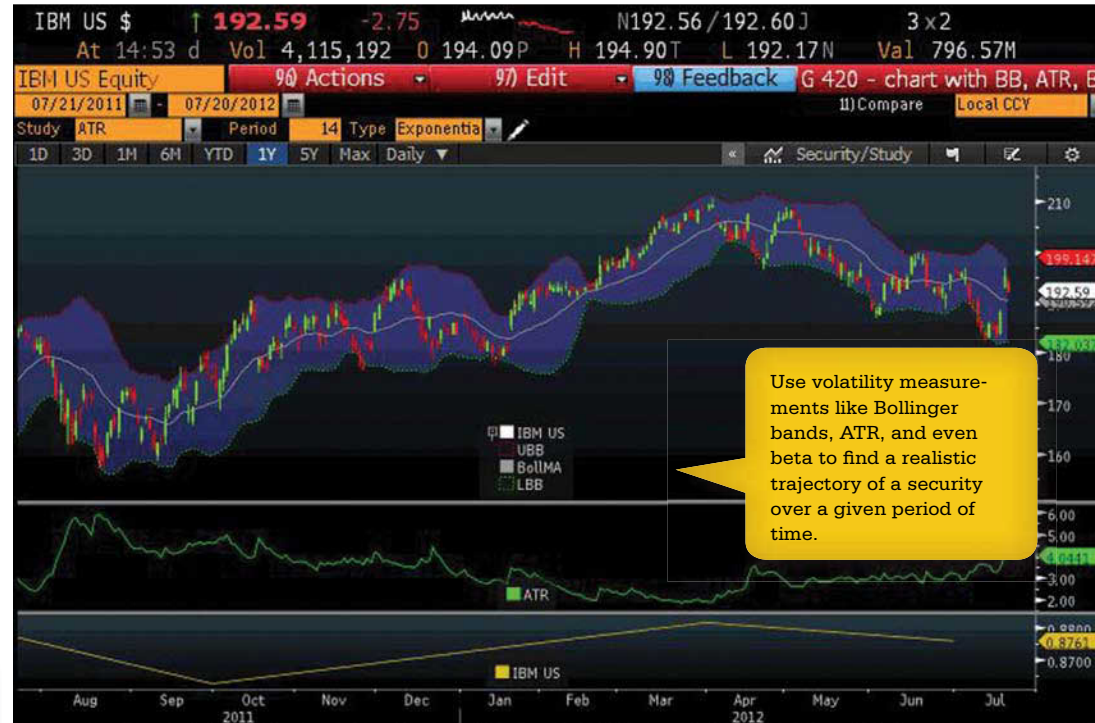 IBM US $ ↑ 192.59 -2.75 N192.56/192.60J 3x2
At 14:53 d Vol 4,115,192 O 194.09P H 194.90T L 192.17N Val 796.57M
IBM US Equity 96) Actions 97) Edit 98) Feedback G 420 - chart with BB, ATR, B
07/21/2011 - 07/20/2012 11)Compare Local CCY
Study ATR Period 14 Type Exponentia
1D 3D 1M 6M YTD 1Y 5Y Max Daily ▼ « Security/Study
210
199.147
192.59
180
170
160
Use volatility measure-
ments like Bollinger
bands, ATR, and even
beta to find a realistic
trajectory of a security
over a given period of
time.
IBM US
UBB
BollMA
LBB
6.00
5.00
4.0441
3.00
2.00
ATR
0.8800
0.8761
0.8700
IBM US
Aug Sep Oct Nov Dec Jan Feb Mar Apr May Jun Jul
2011 2012